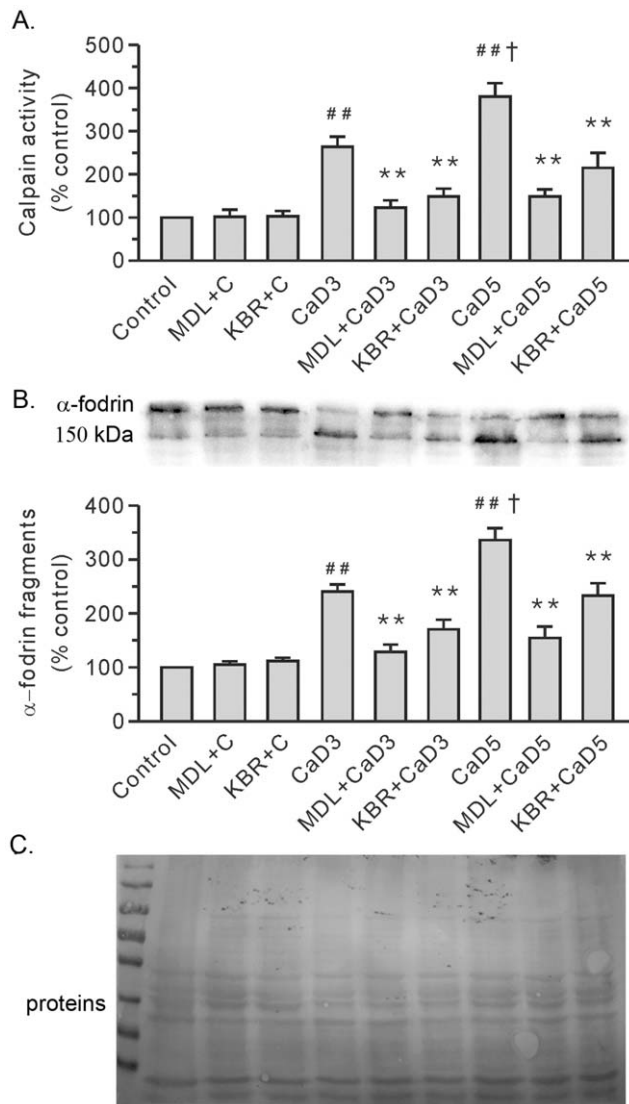 A.
Calpain activity
(% control)
500
400
300
200
100
0
## 
**
**
## †
**
**
Control
MDL+C
KBR+C
CaD3
MDL+CaD3
KBR+CaD3
CaD5
MDL+CaD5
KBR+CaD5
B.
α-fodrin
150 kDa
α–fodrin fragments
(% control)
400
300
200
100
0
##
**
**
## †
**
**
Control
MDL+C
KBR+C
CaD3
MDL+CaD3
KBR+CaD3
CaD5
MDL+CaD5
KBR+CaD5
C.
proteins